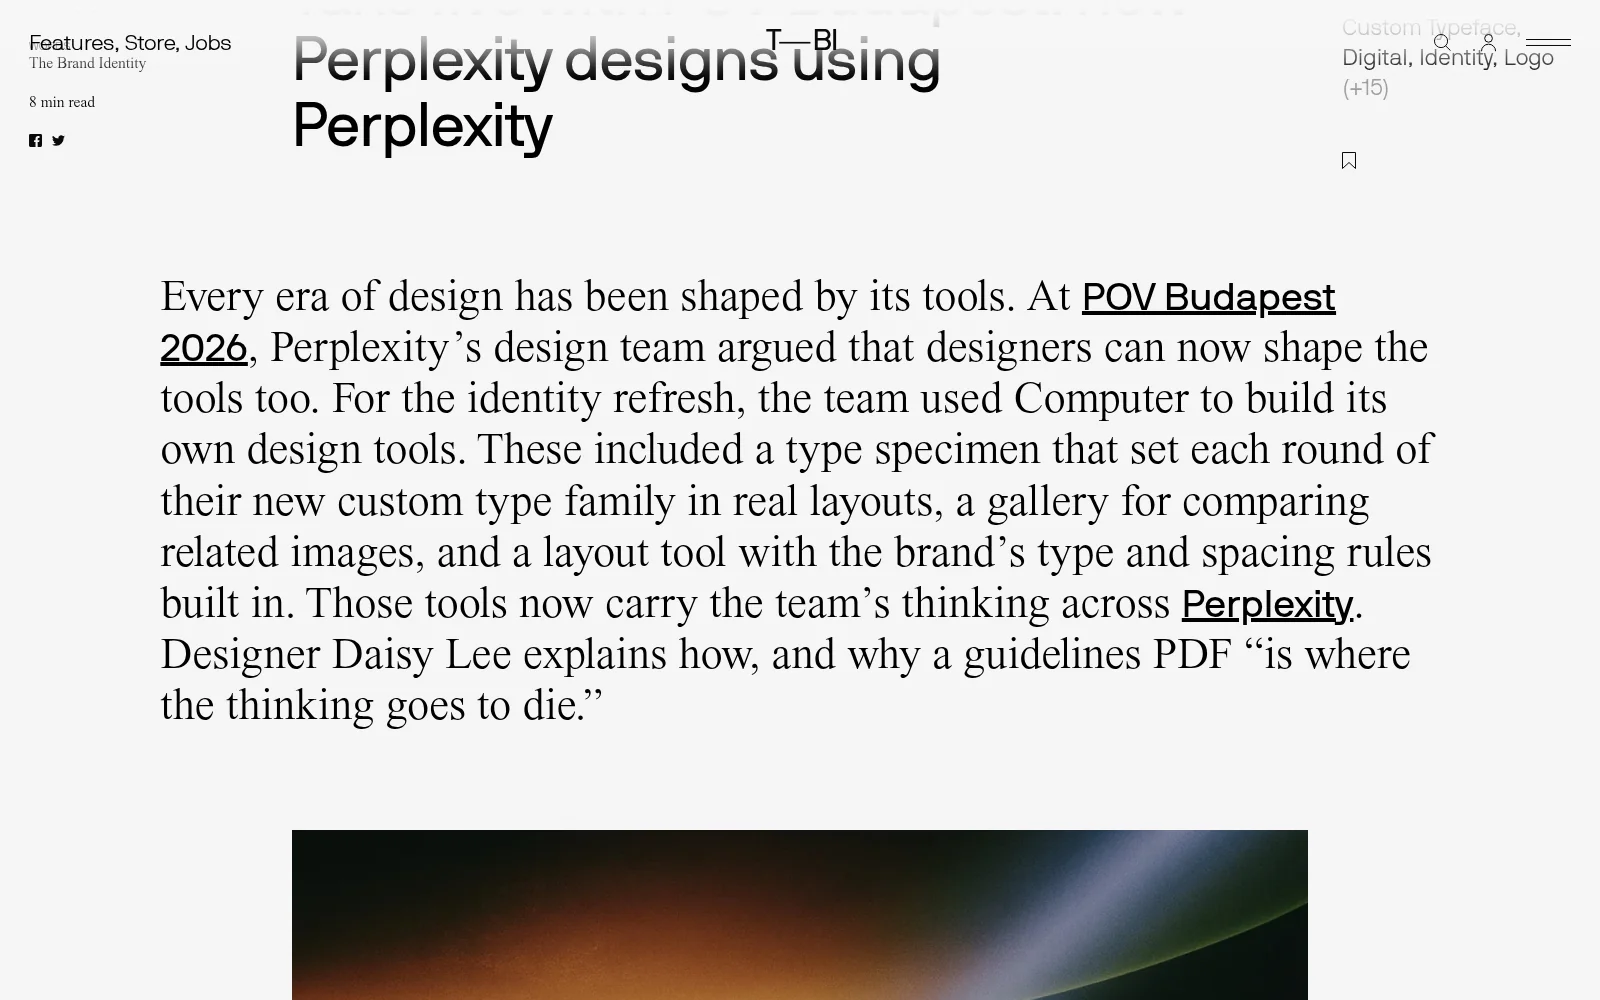 Features, Store, Jobs
The Brand Identity
8 min read
T—BI
Perplexity designs using
Perplexity
Custom Typeface,
Digital, Identity, Logo
(+15)
Every era of design has been shaped by its tools. At POV Budapest
2026, Perplexity’s design team argued that designers can now shape the
tools too. For the identity refresh, the team used Computer to build its
own design tools. These included a type specimen that set each round of
their new custom type family in real layouts, a gallery for comparing
related images, and a layout tool with the brand’s type and spacing rules
built in. Those tools now carry the team’s thinking across Perplexity.
Designer Daisy Lee explains how, and why a guidelines PDF “is where
the thinking goes to die.”